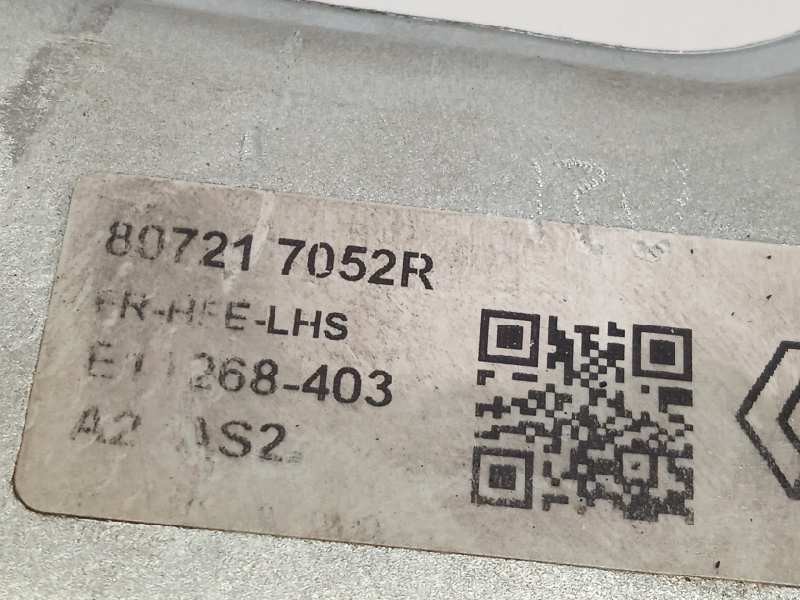 80721 7052R
FR-HFE-LHS
E11268-403
A2 AS2